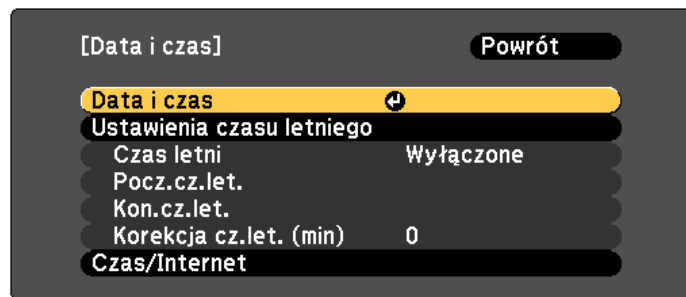 [Data i czas] Powrót
Data i czas
Ustawienia czasu letniego
Czas letni Wyłączone
Pocz.cz.let.
Kon.cz.let.
Korekcja cz.let. (min) 0
Czas/Internet